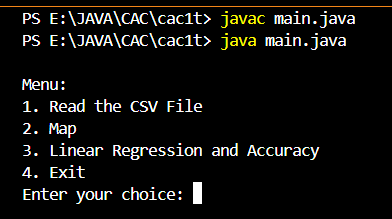 PS E:\JAVA\CAC\cac1t> javac main.java
PS E:\JAVA\CAC\cac1t> java main.java
Menu:
1. Read the CSV File
2. Map
3. Linear Regression and Accuracy
4. Exit
Enter your choice: